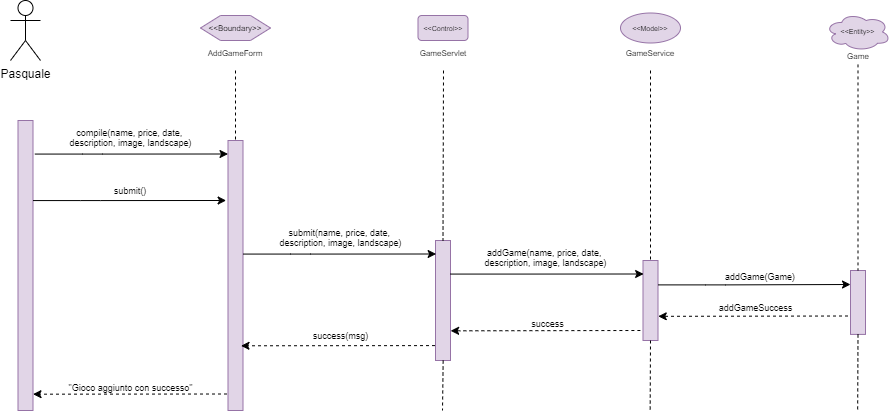 <<Boundary>>
<<Control>>
<<Model>>
<<Entity>>
AddGameForm
GameServlet
GameService
Game
Pasquale
compile(name, price, date,
description, image, landscape)
submit()
submit(name, price, date,
description, image, landscape)
addGame(name, price, date,
description, image, landscape)
addGame(Game)
addGameSuccess
success
success(msg)
"Gioco aggiunto con successo"